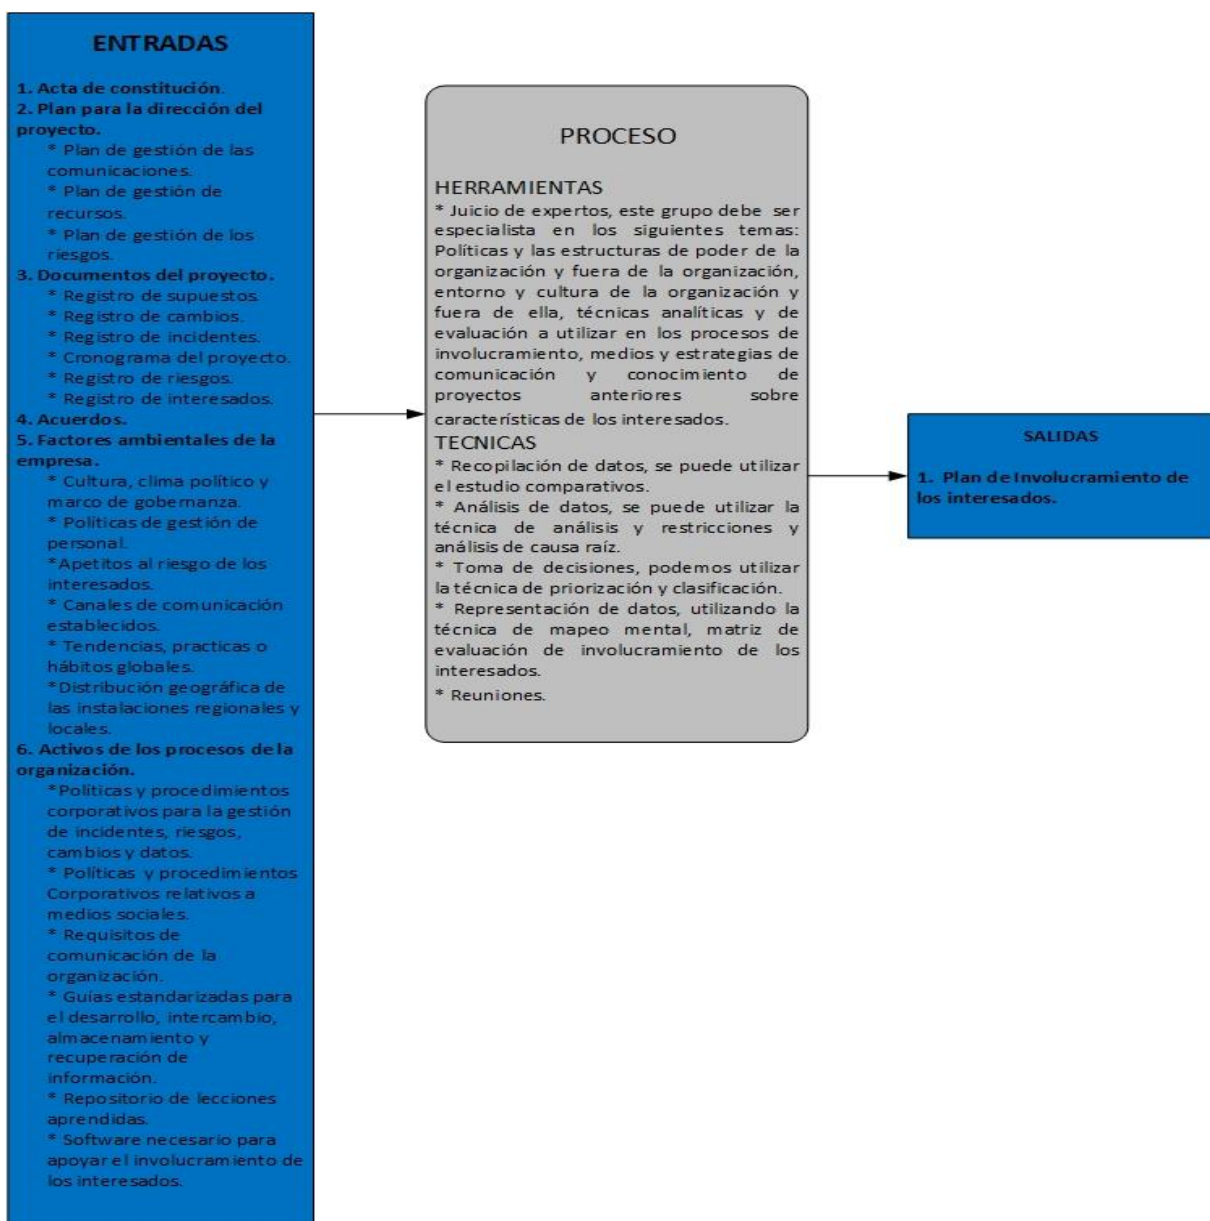 ENTRADAS
1. Acta de constitución.
2. Plan para la dirección del
proyecto.
* Plan de gestión de las
comunicaciones.
* Plan de gestión de
recursos.
* Plan de gestión de los
riesgos.
3. Documentos del proyecto.
* Registro de supuestos.
* Registro de cambios.
* Registro de incidentes.
* Cronograma del proyecto.
* Registro de riesgos.
* Registro de interesados.
4. Acuerdos.
5. Factores ambientales de la
empresa.
* Cultura, clima político y
marco de gobernanza.
* Políticas de gestión de
personal.
*Apetitos al riesgo de los
interesados.
* Canales de comunicación
establecidos.
* Tendencias, practicas o
hábitos globales.
*Distribución geográfica de
las instalaciones regionales y
locales.
6. Activos de los procesos de la
organización.
*Políticas y procedimientos
corporativos para la gestión
de incidentes, riesgos,
cambios y datos.
* Políticas y procedimientos
Corporativos relativos a
medios sociales.
* Requisitos de
comunicación de la
organización.
* Guías estandarizadas para
el desarrollo, intercambio,
almacenamiento y
recuperación de
información.
* Repositorio de lecciones
aprendidas.
* Software necesario para
apoyar el involucramiento de
los interesados.
PROCESO
HERRAMIENTAS
* Juicio de expertos, este grupo debe ser
especialista en los siguientes temas:
Políticas y las estructuras de poder de la
organización y fuera de la organización,
entorno y cultura de la organización y
fuera de ella, técnicas analíticas y de
evaluación a utilizar en los procesos de
involucramiento, medios y estrategias de
comunicación y conocimiento de
proyectos anteriores sobre
características de los interesados.
TECNICAS
* Recopilación de datos, se puede utilizar
el estudio comparativos.
* Análisis de datos, se puede utilizar la
técnica de análisis y restricciones y
análisis de causa raíz.
* Toma de decisiones, podemos utilizar
la técnica de priorización y clasificación.
* Representación de datos, utilizando la
técnica de mapeo mental, matriz de
evaluación de involucramiento de los
interesados.
* Reuniones.
SALIDAS
1. Plan de Involucramiento de
los interesados.